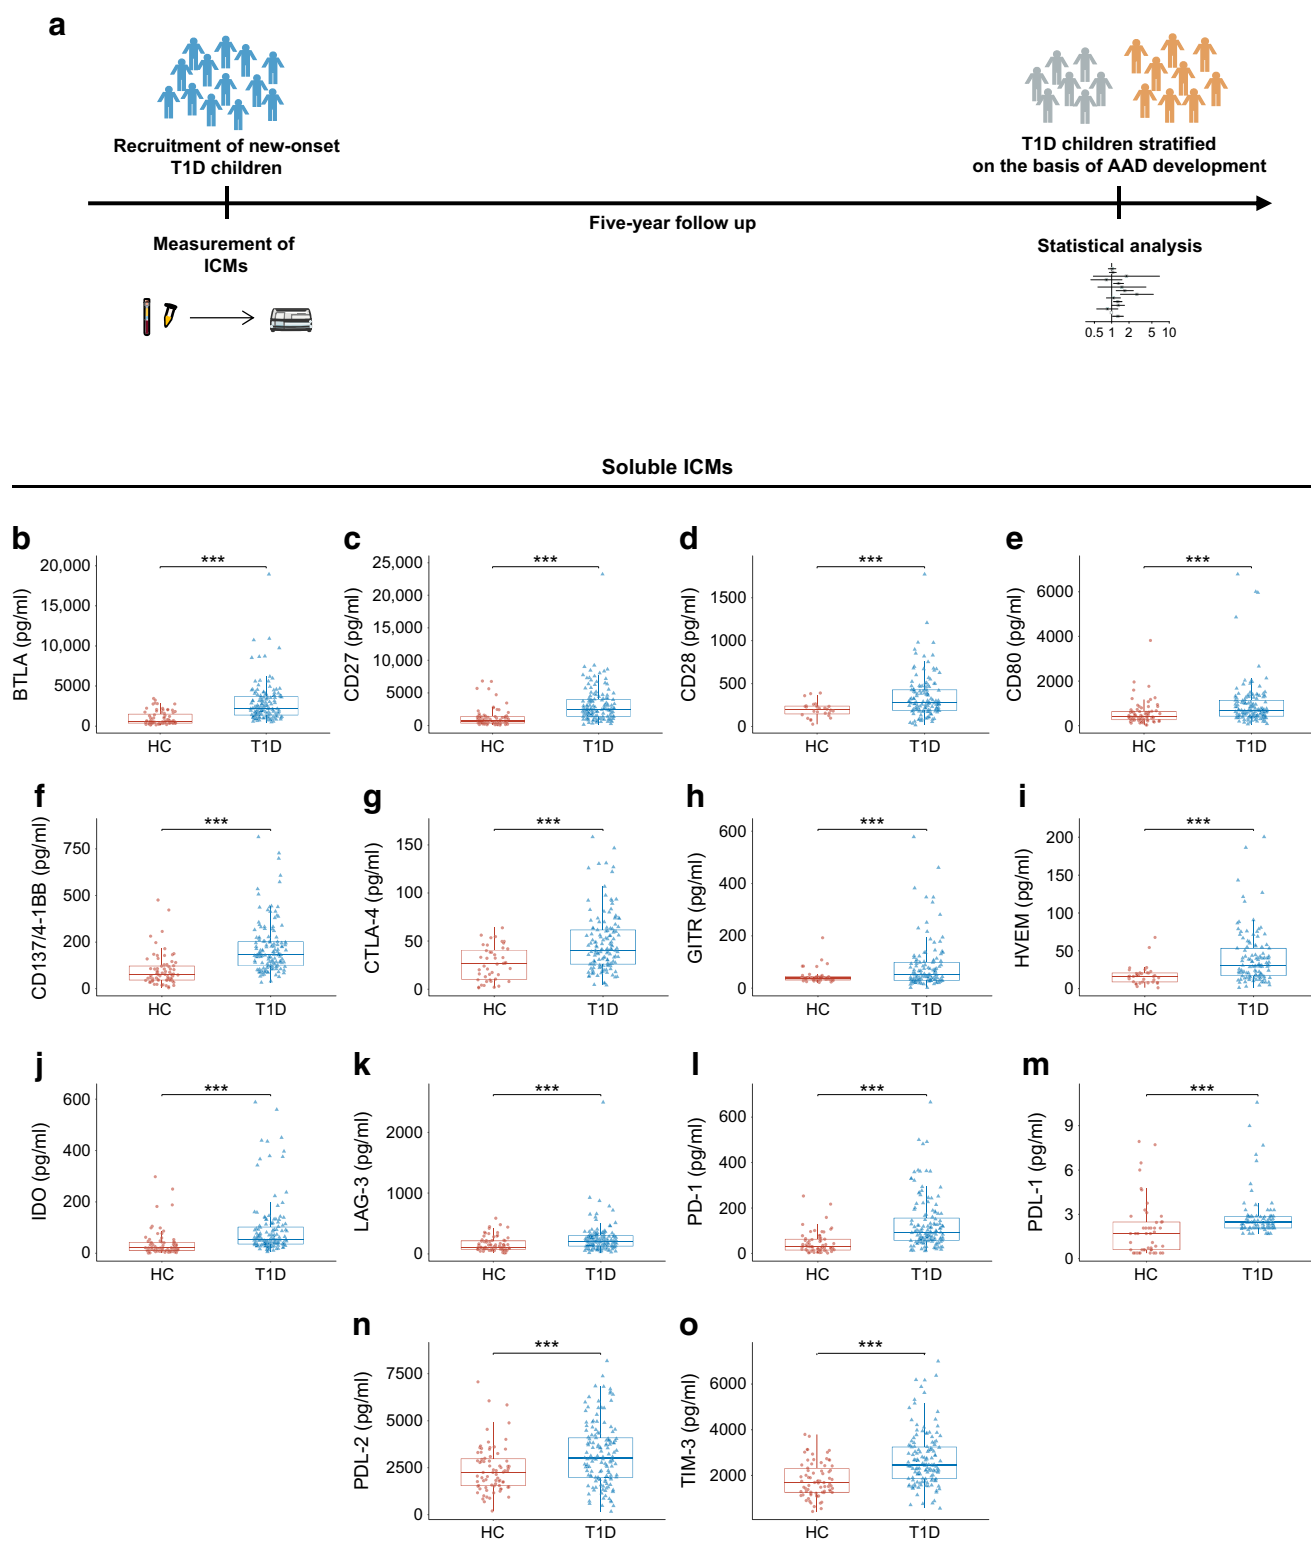 a
Recruitment of new-onset
T1D children
T1D children stratified
on the basis of AAD development
Five-year follow up
Measurement of
ICMs
Statistical analysis
0.5 1 2 5 10
Soluble ICMs
b
BTLA (pg/ml)
20,000
15,000
10,000
5000
0
***
HC T1D
c
CD27 (pg/ml)
25,000
20,000
15,000
10,000
5000
0
***
HC T1D
d
CD28 (pg/ml)
1500
1000
500
0
***
HC T1D
e
CD80 (pg/ml)
6000
4000
2000
0
***
HC T1D
f
CD137/4-1BB (pg/ml)
750
500
200
0
***
HC T1D
g
CTLA-4 (pg/ml)
150
100
50
0
***
HC T1D
h
GITR (pg/ml)
600
400
200
0
***
HC T1D
i
HVEM (pg/ml)
200
150
100
50
0
***
HC T1D
j
IDO (pg/ml)
600
400
200
0
***
HC T1D
k
LAG-3 (pg/ml)
2000
1000
0
***
HC T1D
l
PD-1 (pg/ml)
600
400
200
0
***
HC T1D
m
PDL-1 (pg/ml)
9
6
3
0
***
HC T1D
n
PDL-2 (pg/ml)
7500
5000
2500
0
***
HC T1D
o
TIM-3 (pg/ml)
6000
4000
2000
***
HC T1D